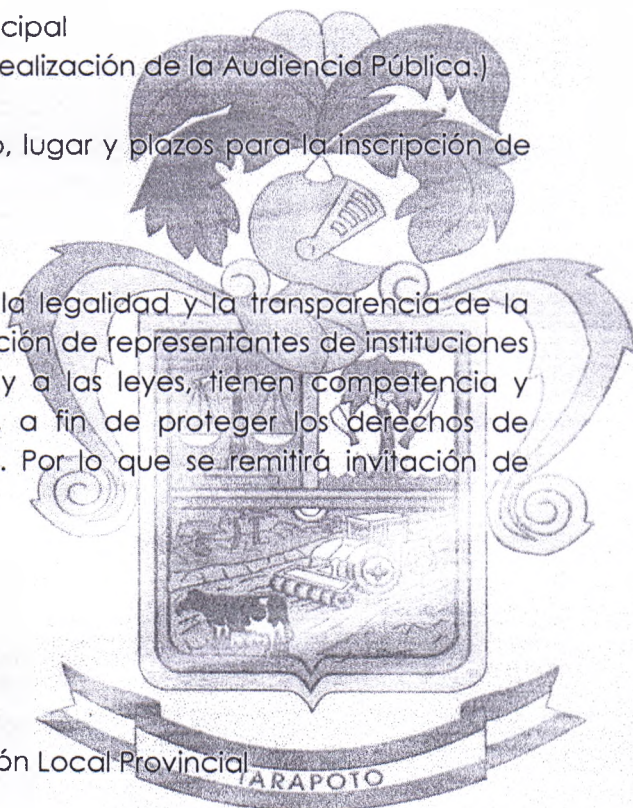 cipal
ealización de la Audiencia Pública.)
o, lugar y plazos para la inscripción de
la legalidad y la transparencia de la
ción de representantes de instituciones
y a las leyes, tienen competencia y
a fin de proteger los derechos de
. Por lo que se remitirá invitación de
ón Local Provincial
TARAPOTO